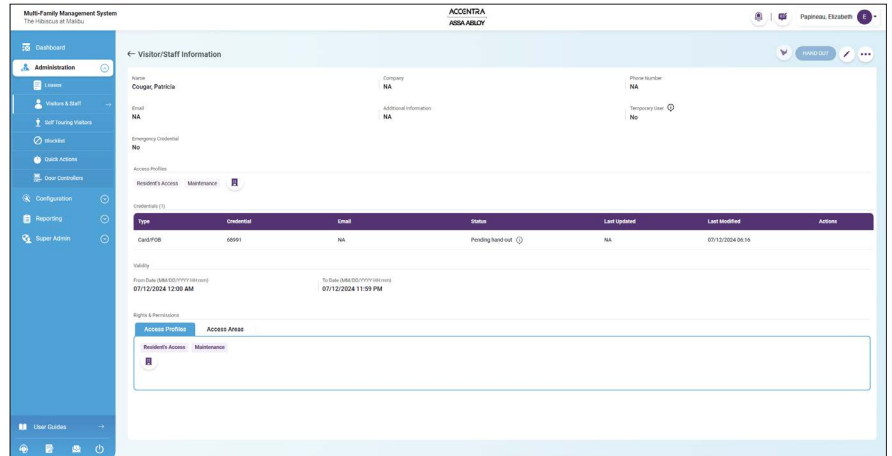 Multi-Family Management System
The Hibiscus at Malibu
ACCENTRA
ASSA ABLOY
Papineau, Elizabeth E
Dashboard
Administration
Leases
Visitors & Staff
Self Touring Visitors
Blocklist
Quick Actions
Door Controllers
Configuration
Reporting
Super Admin
User Guides
← Visitor/Staff Information
HAND OUT
Name Company Phone Number
Cougar, Patricia NA NA
Email Additional Information Temporary User
NA NA No
Emergency Credential
No
Access Profiles
Resident's Access Maintenance
Credentials (1)
Type Credential Email Status Last Updated Last Modified Actions
Card/FOB 68991 NA Pending hand out NA 07/12/2024 06:16
Validity
From Date (MM/DD/YYYY HH:mm) To Date (MM/DD/YYYY HH:mm)
07/12/2024 12:00 AM 07/12/2024 11:59 PM
Rights & Permissions
Access Profiles Access Areas
Resident's Access Maintenance